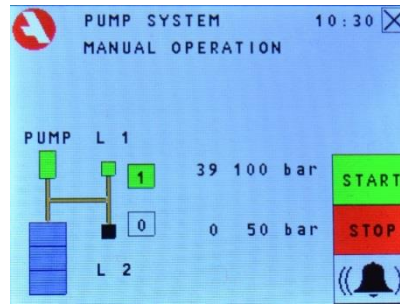 PUMP SYSTEM 10:30
MANUAL OPERATION
PUMP L 1
1 39 100 bar START
0 0 50 bar STOP
L 2